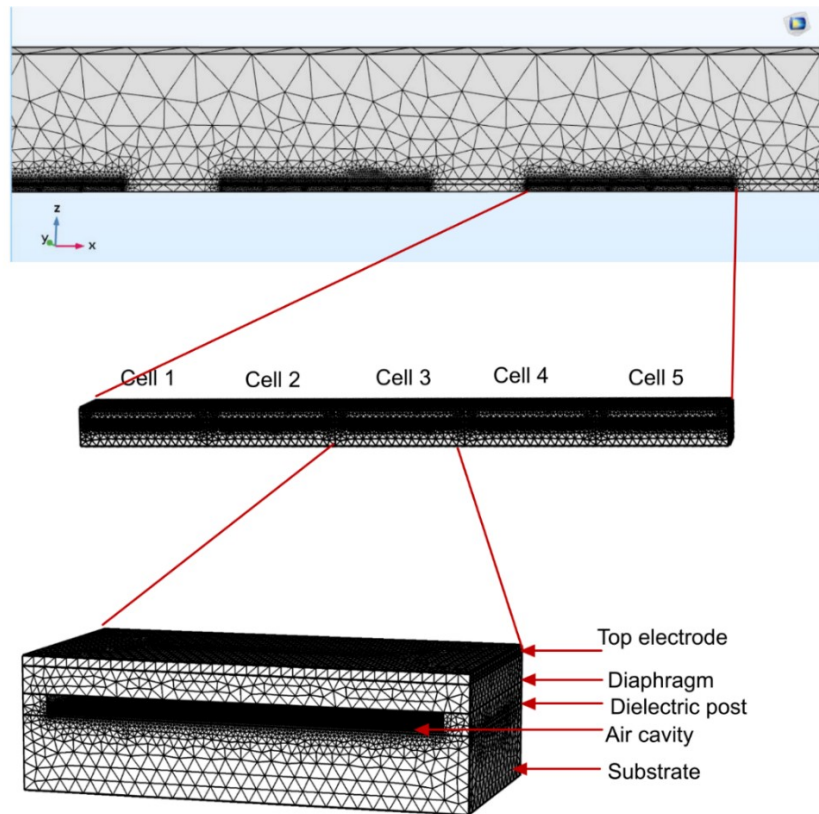 z
y
x
Cell 1
Cell 2
Cell 3
Cell 4
Cell 5
Top electrode
Diaphragm
Dielectric post
Air cavity
Substrate